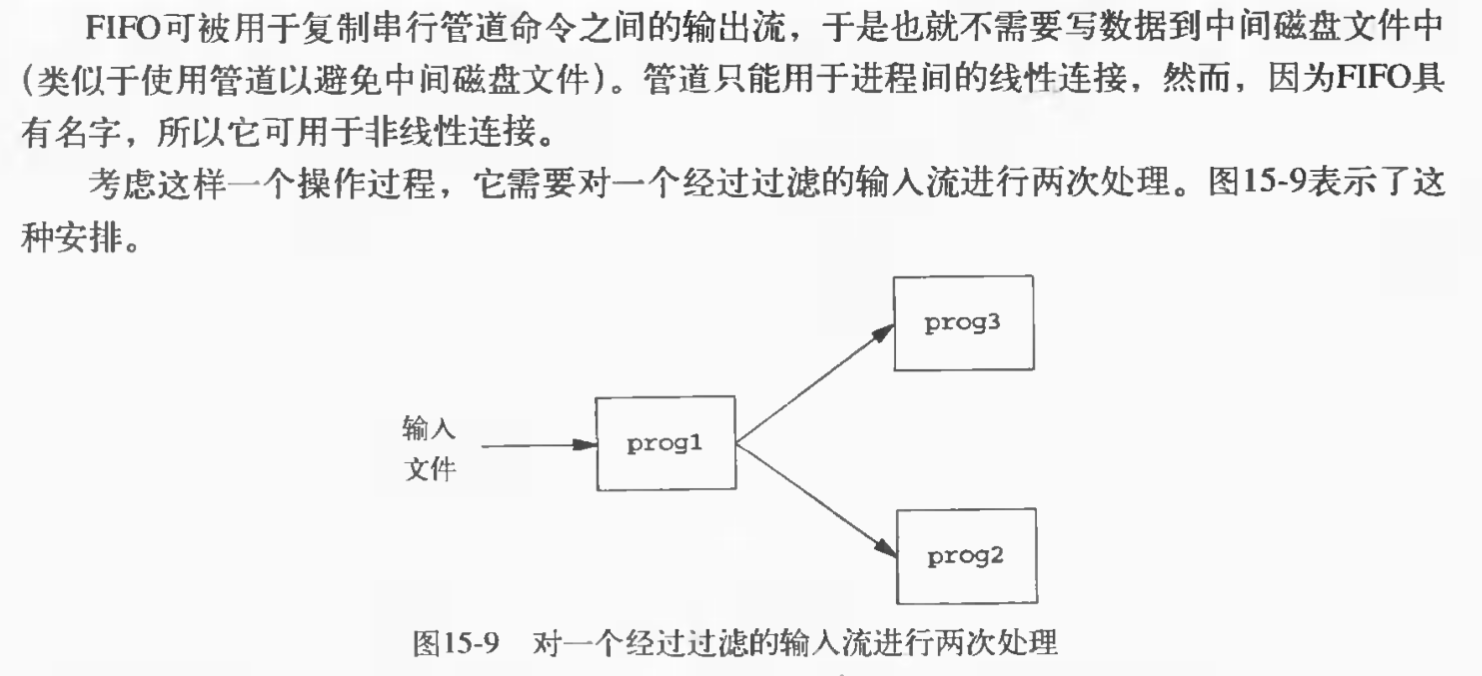 FIFO可被用于复制串行管道命令之间的输出流，于是也就不需要写数据到中间磁盘文件中
（类似于使用管道以避免中间磁盘文件）。管道只能用于进程间的线性连接，然而，因为FIFO具
有名字，所以它可用于非线性连接。
考虑这样一个操作过程，它需要对一个经过过滤的输入流进行两次处理。图15-9表示了这
种安排。
prog3
输入
文件
prog1
prog2
图15-9 对一个经过过滤的输入流进行两次处理